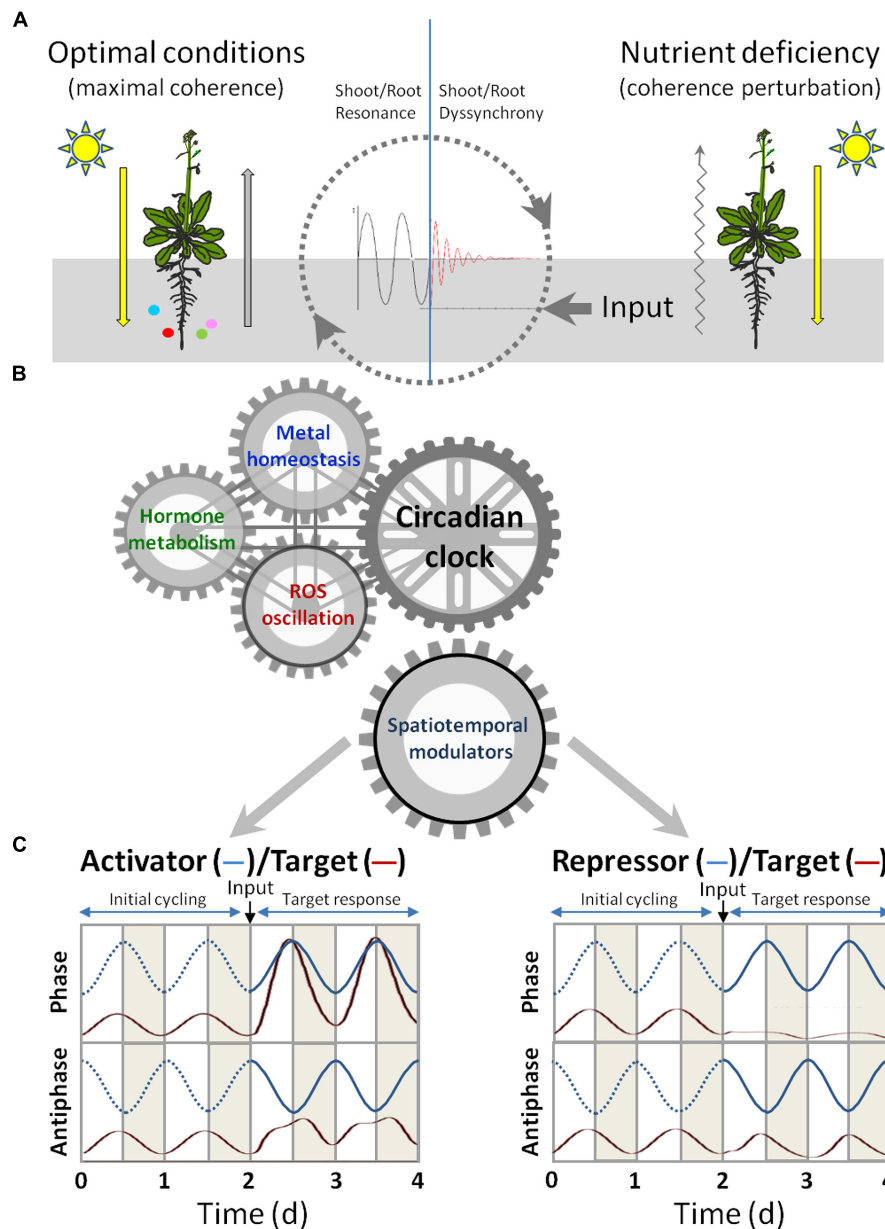 A
Optimal conditions
(maximal coherence)
Nutrient deficiency
(coherence perturbation)
Shoot/Root
Resonance
Shoot/Root
Dyssynchrony
1
Input
B
Metal
homeostasis
Hormone
metabolism
Circadian
clock
ROS
oscillation
Spatiotemporal
modulators
C
Activator (—)/Target (—)
Initial cycling
Input
Target response
Phase
Antiphase
0 1 2 3 4
Time (d)
Repressor (—)/Target (—)
Initial cycling
Input
Target response
Phase
Antiphase
0 1 2 3 4
Time (d)